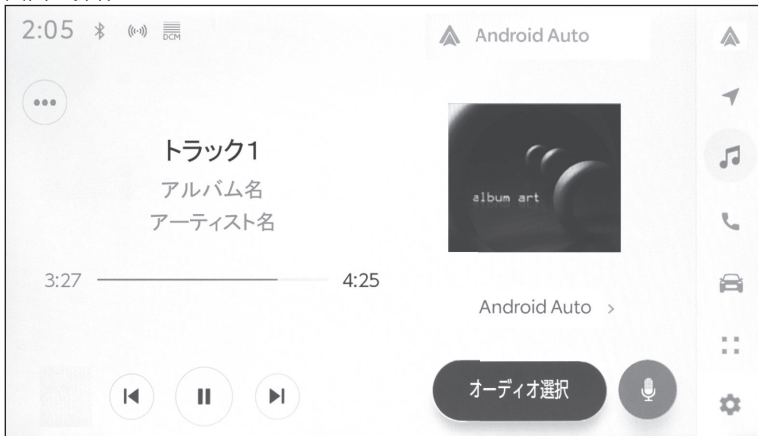 2:05
DCM
Android Auto
トラック1
アルバム名
アーティスト名
3:27
4:25
album art
Android Auto
オーディオ選択